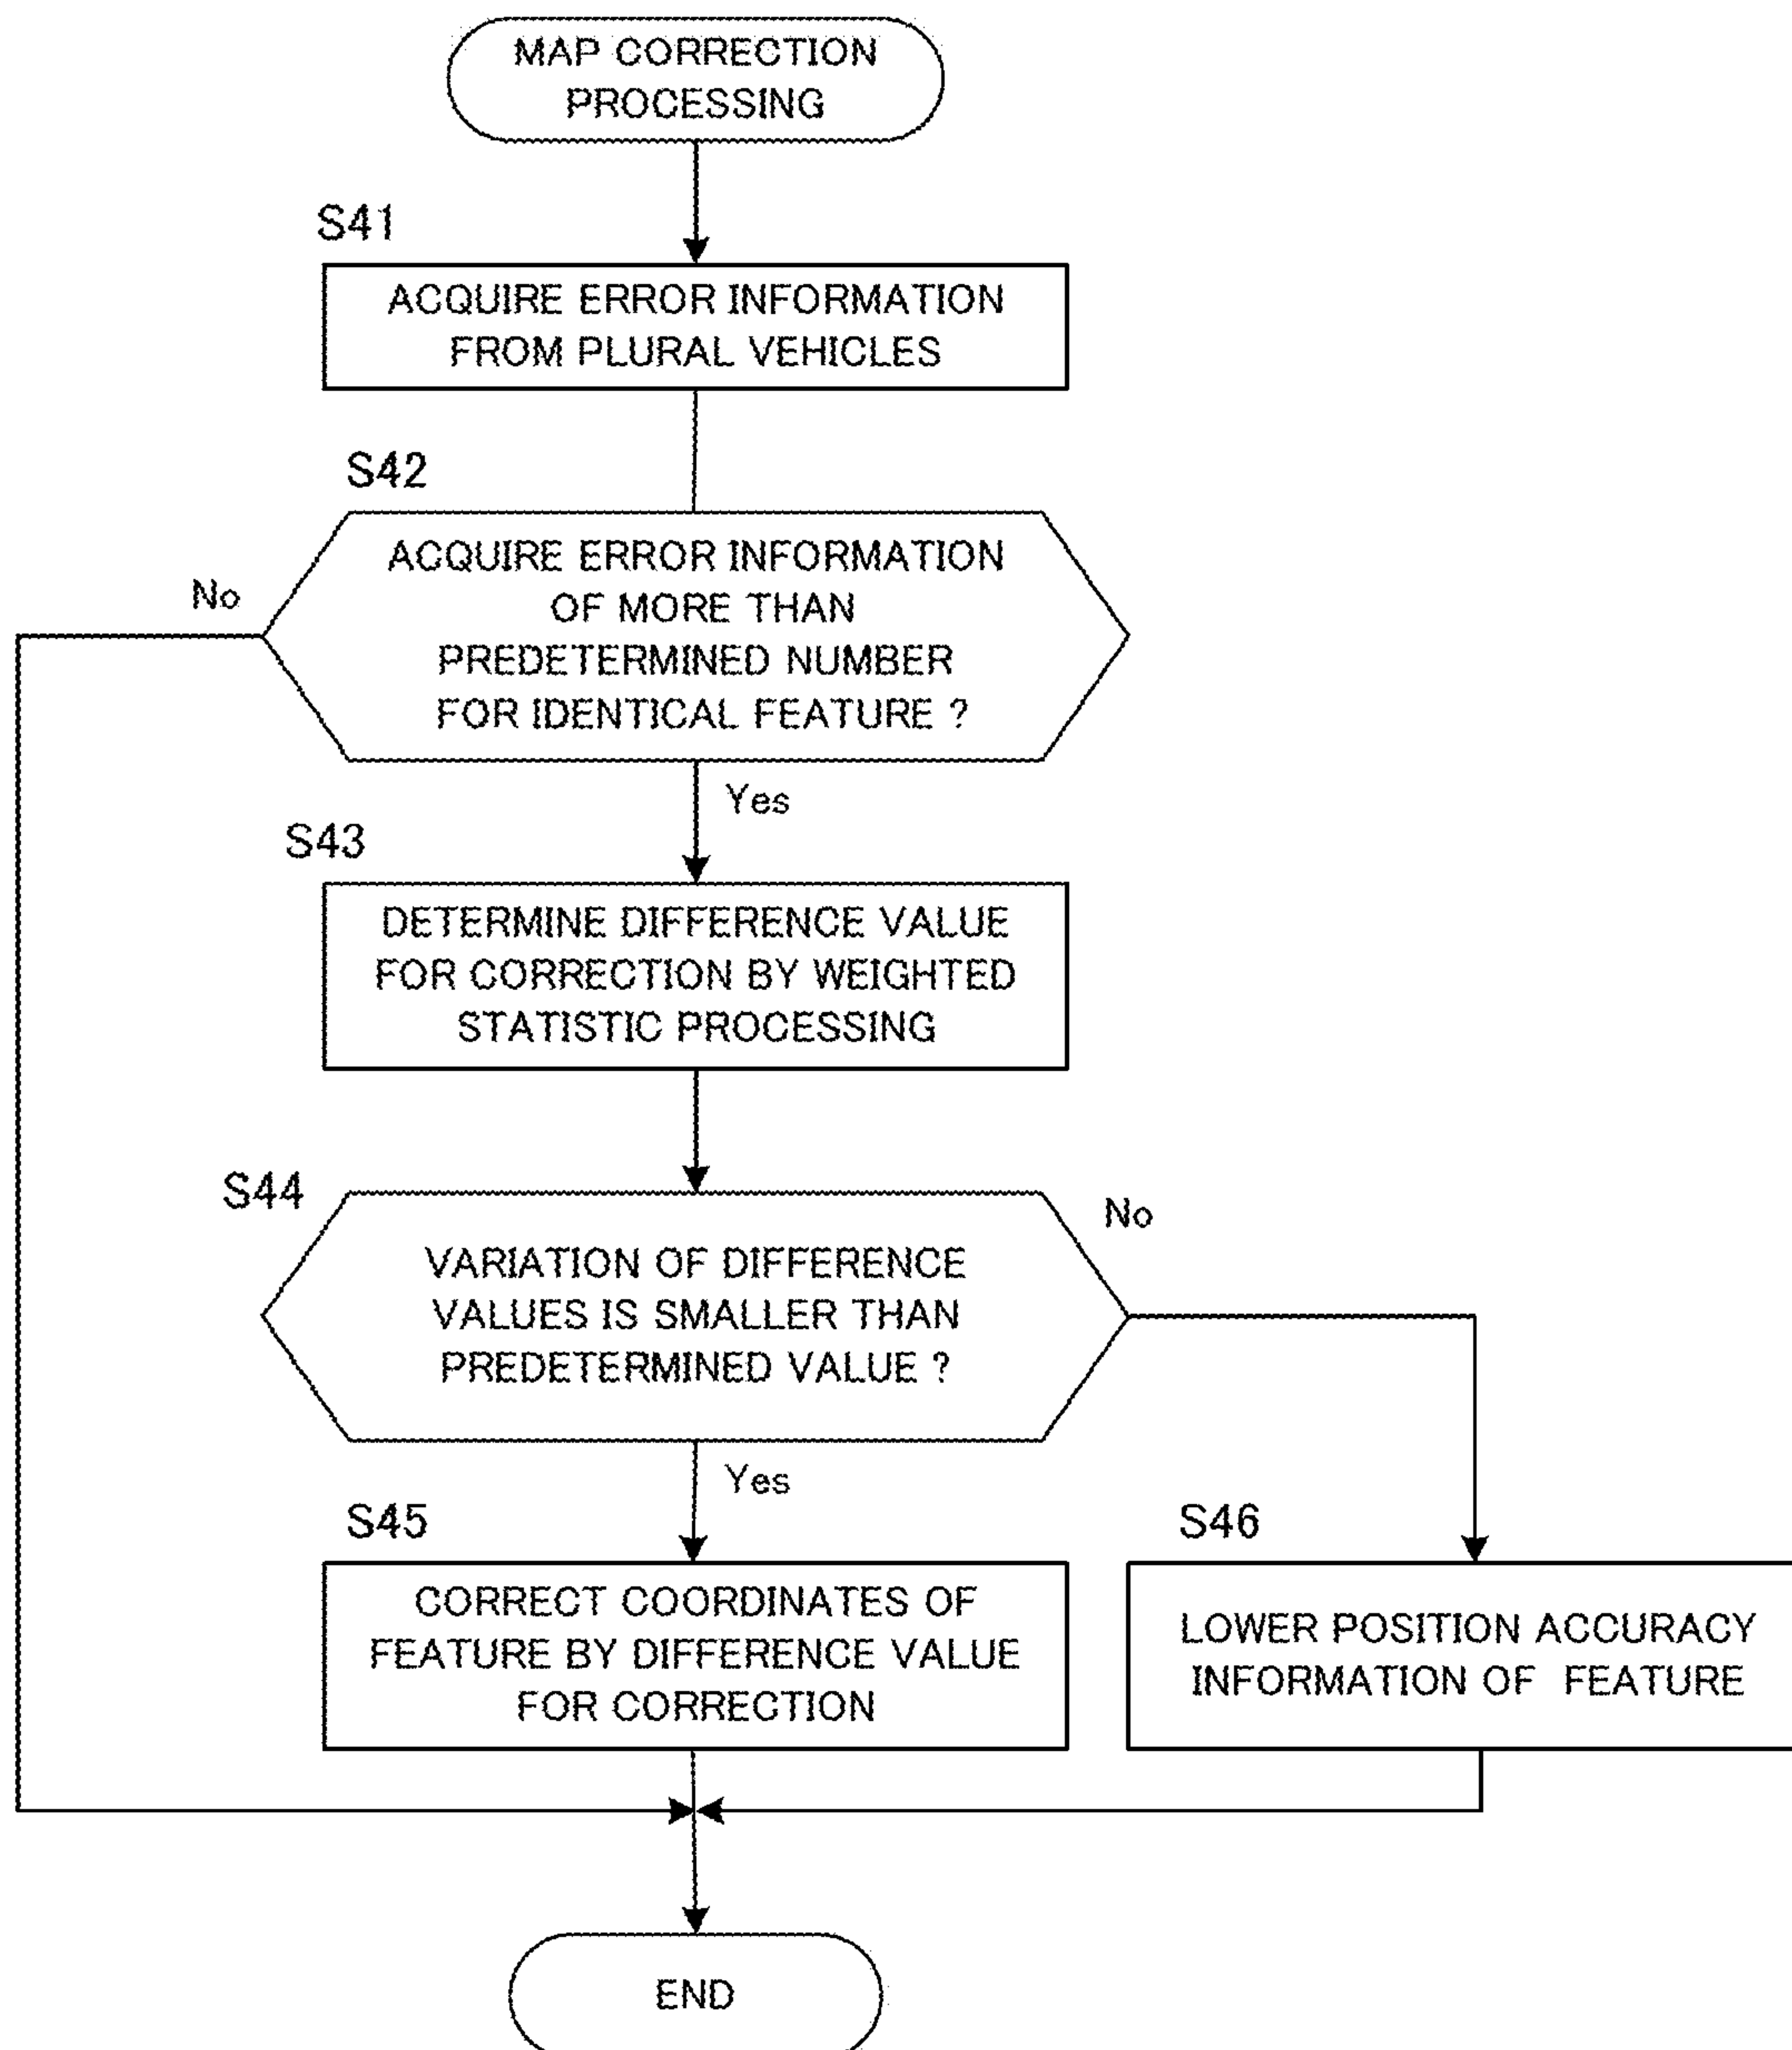 MAP CORRECTION
PROCESSING
S41
ACQUIRE ERROR INFORMATION
FROM PLURAL VEHICLES
S42
ACQUIRE ERROR INFORMATION
OF MORE THAN
PREDETERMINED NUMBER
FOR IDENTICAL FEATURE ?
No
Yes
S43
DETERMINE DIFFERENCE VALUE
FOR CORRECTION BY WEIGHTED
STATISTIC PROCESSING
S44
VARIATION OF DIFFERENCE
VALUES IS SMALLER THAN
PREDETERMINED VALUE ?
No
Yes
S45
CORRECT COORDINATES OF
FEATURE BY DIFFERENCE VALUE
FOR CORRECTION
S46
LOWER POSITION ACCURACY
INFORMATION OF  FEATURE
END